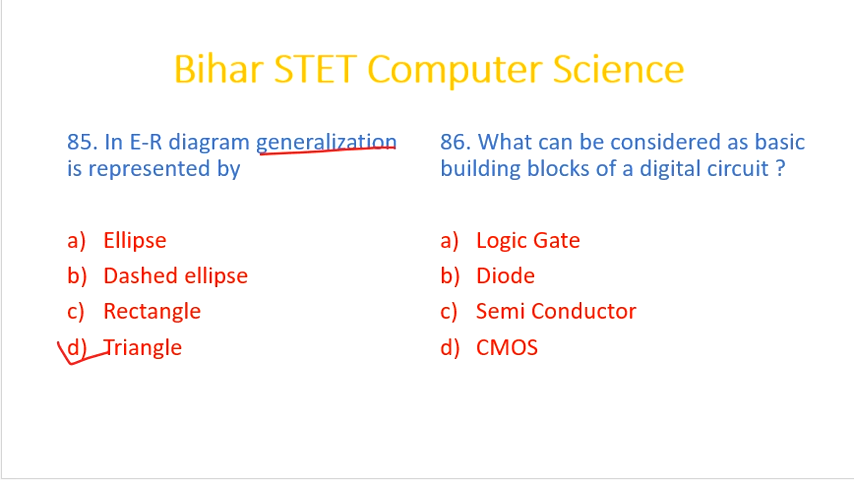 Bihar STET Computer Science
85. In E-R diagram generalization
is represented by
a) Ellipse
b) Dashed ellipse
c) Rectangle
d) Triangle
86. What can be considered as basic
building blocks of a digital circuit ?
a) Logic Gate
b) Diode
c) Semi Conductor
d) CMOS